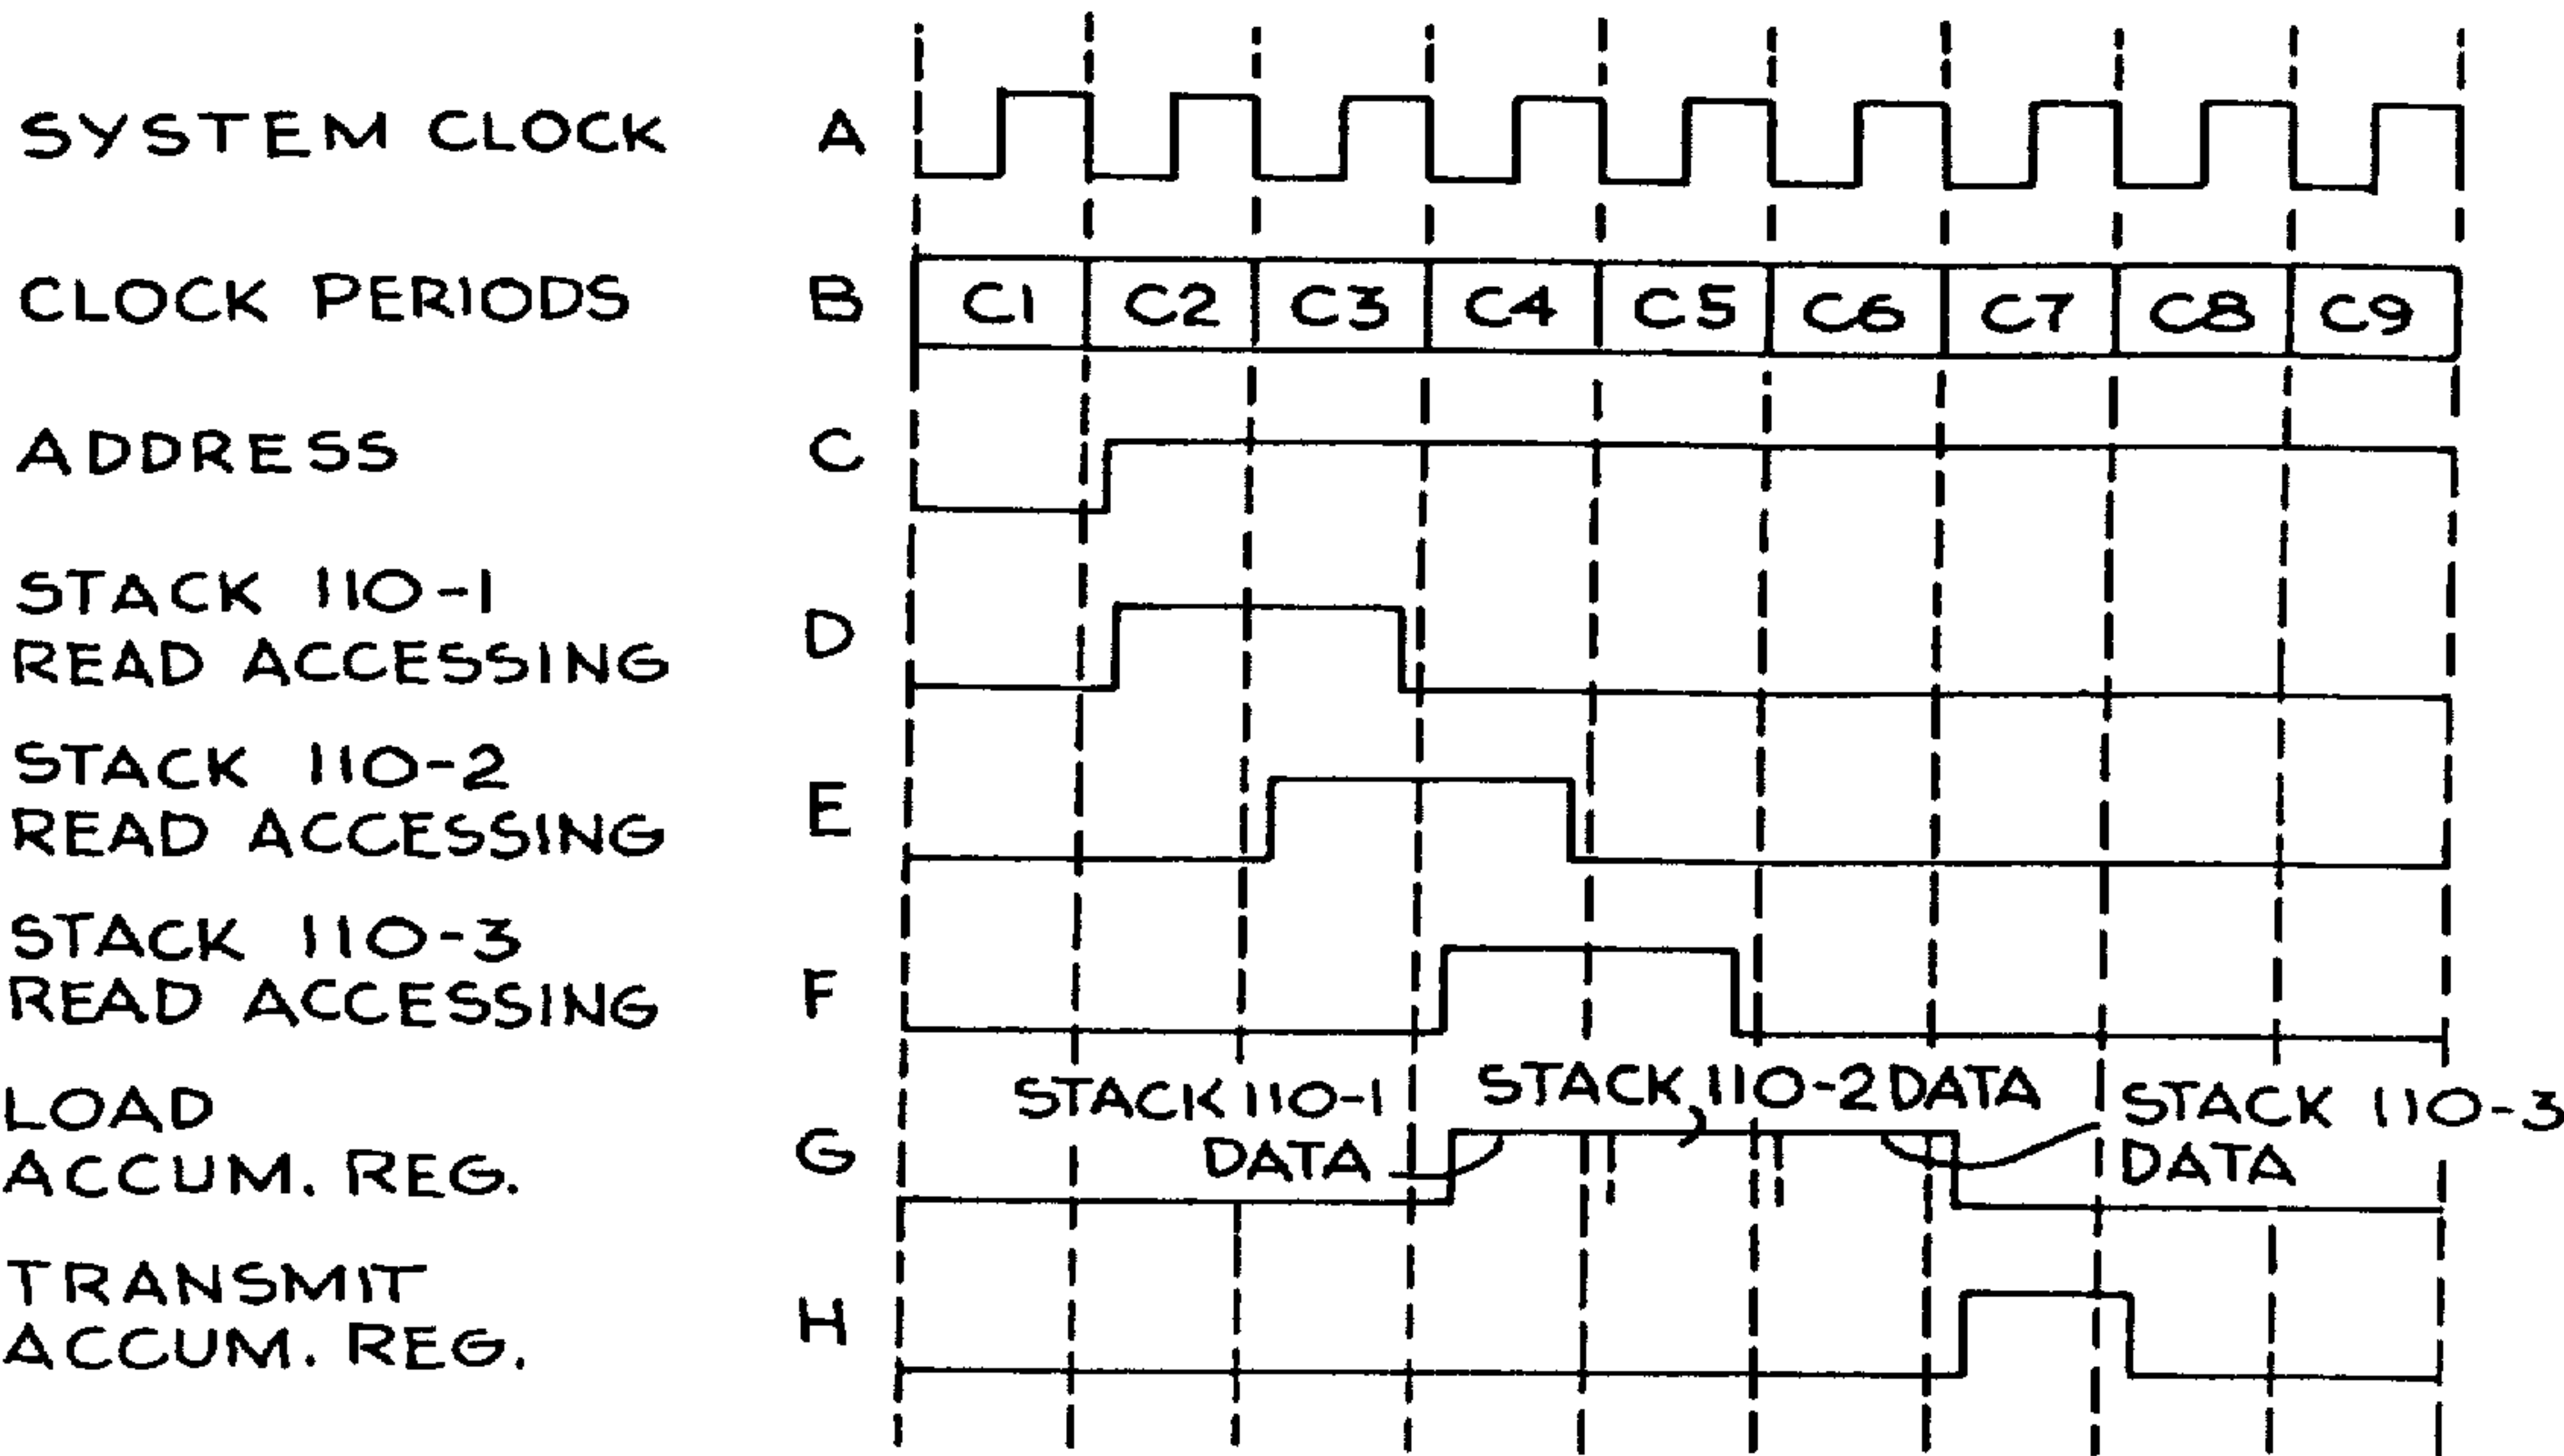 SYSTEM CLOCK A
CLOCK PERIODS B C1 C2 C3 C4 C5 C6 C7 C8 C9
ADDRESS C
STACK 110-1
READ ACCESSING D
STACK 110-2
READ ACCESSING E
STACK 110-3
READ ACCESSING F
LOAD
ACCUM. REG. G
STACK 110-1
DATA
STACK 110-2 DATA
STACK 110-3
DATA
TRANSMIT
ACCUM. REG. H